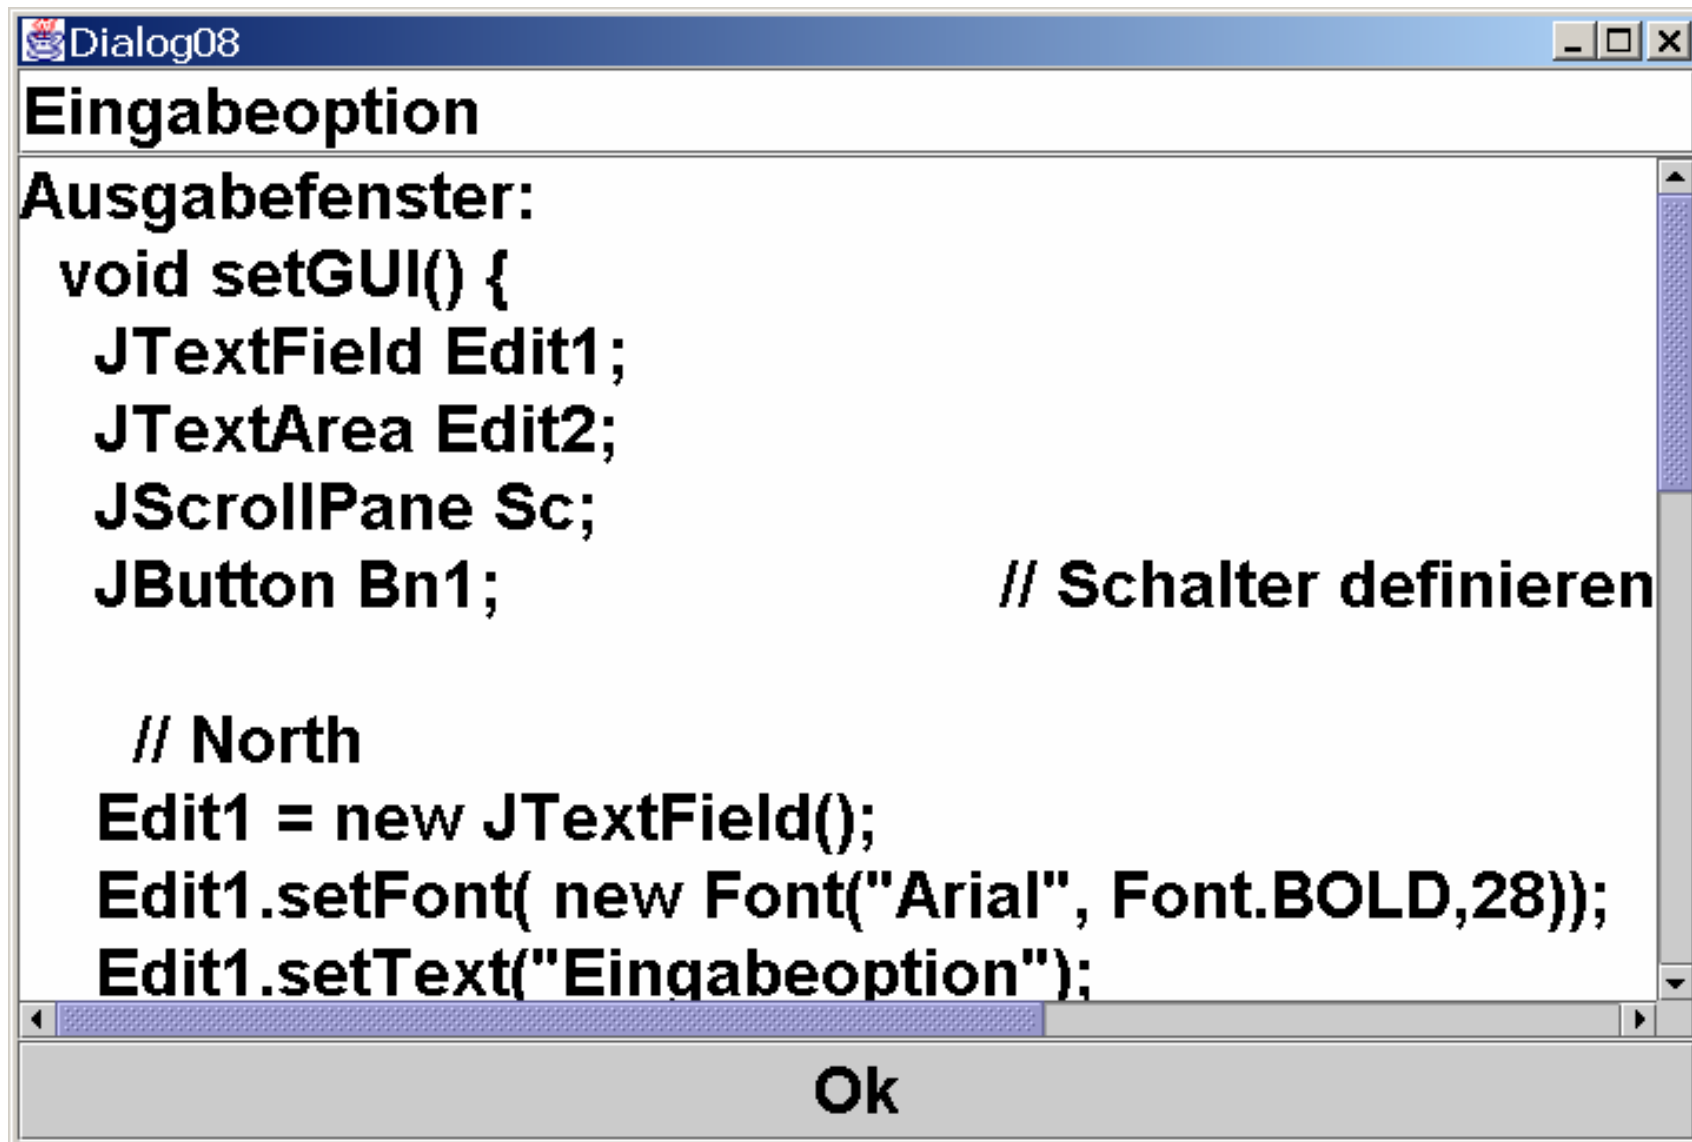 Dialog08
Eingabeoption
Ausgabefenster:
void setGUI() {
JTextField Edit1;
JTextArea Edit2;
JScrollPane Sc;
JButton Bn1; // Schalter definieren
// North
Edit1 = new JTextField();
Edit1.setFont( new Font("Arial", Font.BOLD,28));
Edit1.setText("Eingabeoption");
Ok